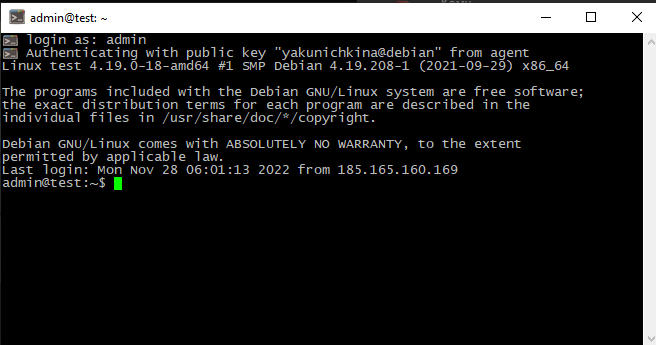 admin@test: ~
login as: admin
Authenticating with public key "yakunichkina@debian" from agent
Linux test 4.19.0-18-amd64 #1 SMP Debian 4.19.208-1 (2021-09-29) x86_64
The programs included with the Debian GNU/Linux system are free software;
the exact distribution terms for each program are described in the
individual files in /usr/share/doc/*/copyright.
Debian GNU/Linux comes with ABSOLUTELY NO WARRANTY, to the extent
permitted by applicable law.
Last login: Mon Nov 28 06:01:13 2022 from 185.165.160.169
admin@test:~$